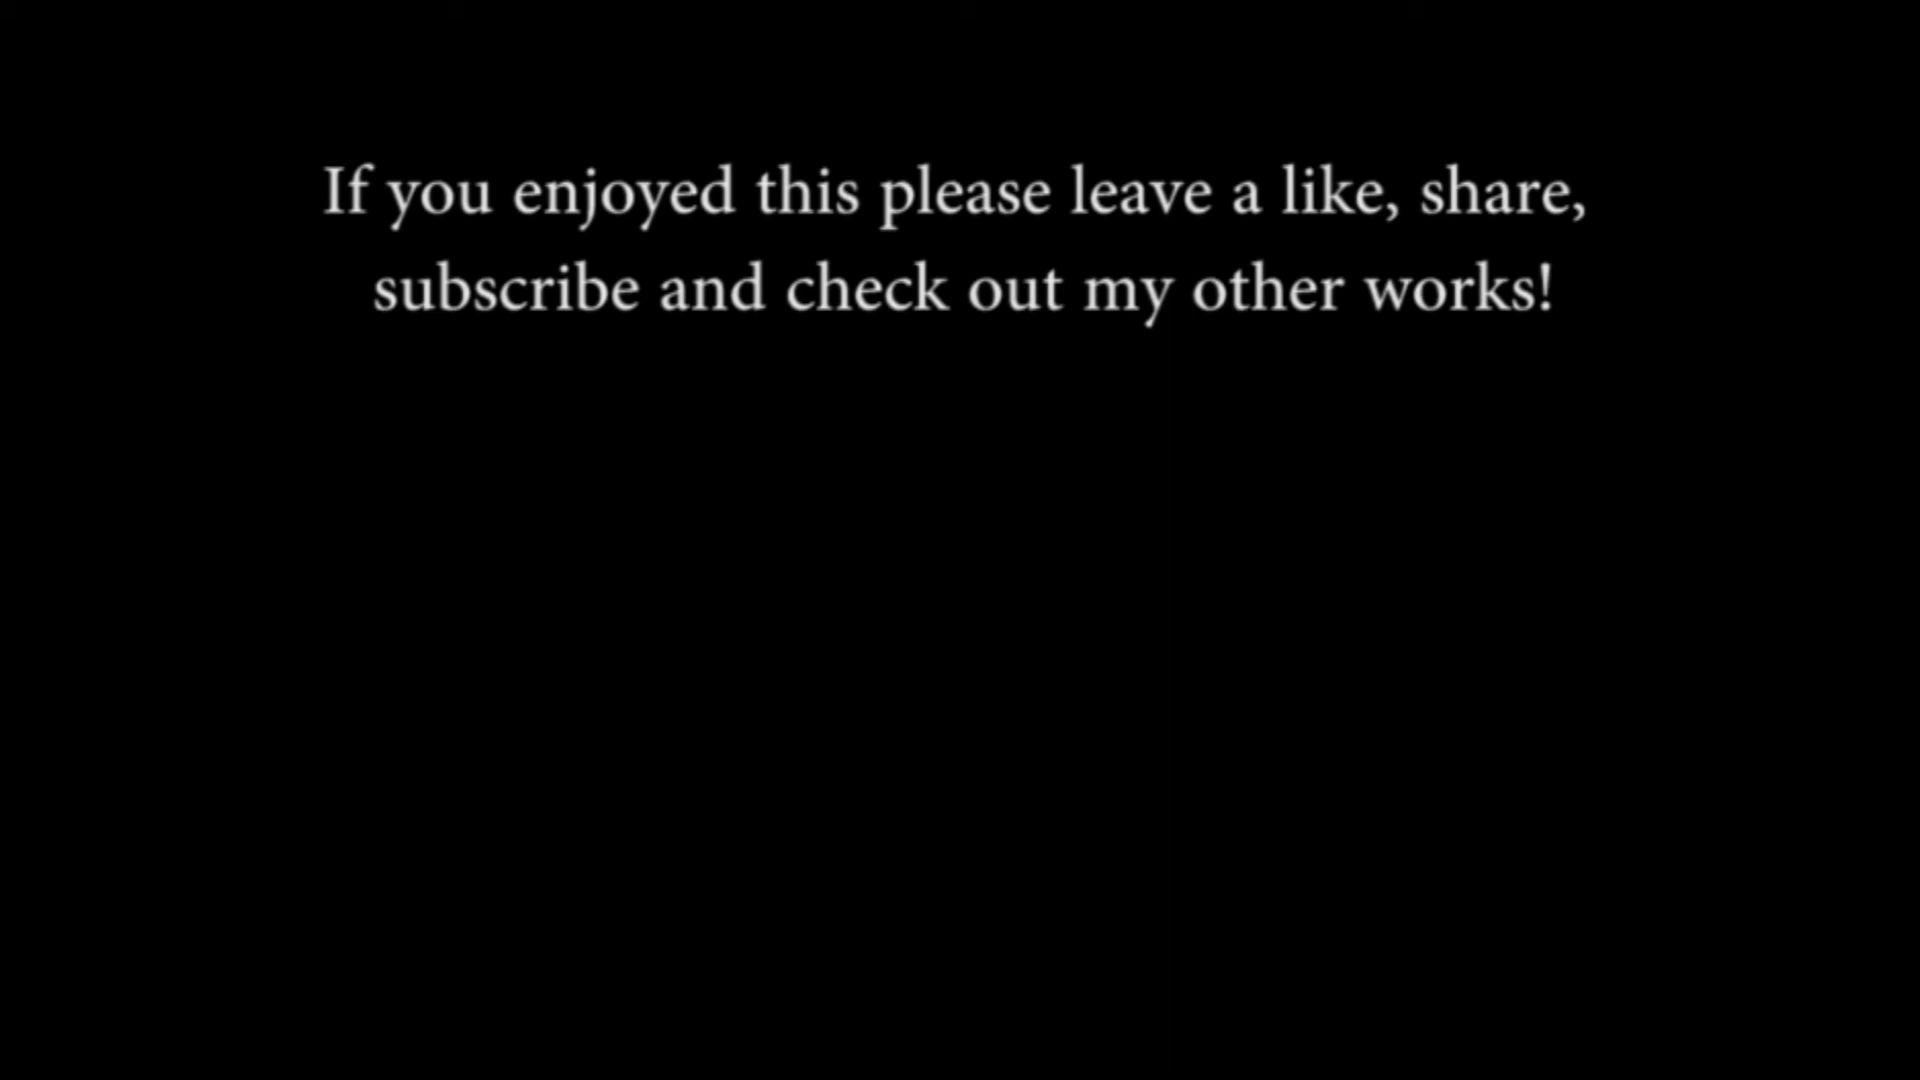 If you enjoyed this please leave a like, share,
subscribe and check out my other works!